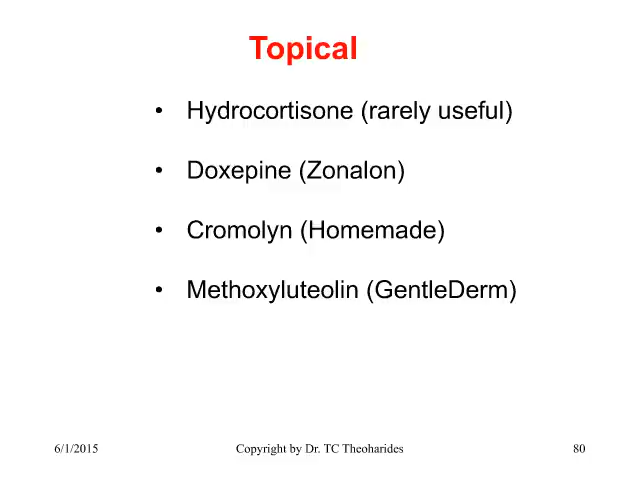 Topical
• Hydrocortisone (rarely useful)
• Doxepine (Zonalon)
• Cromolyn (Homemade)
• Methoxyluteolin (GentleDerm)
6/1/2015 Copyright by Dr. TC Theoharides 80